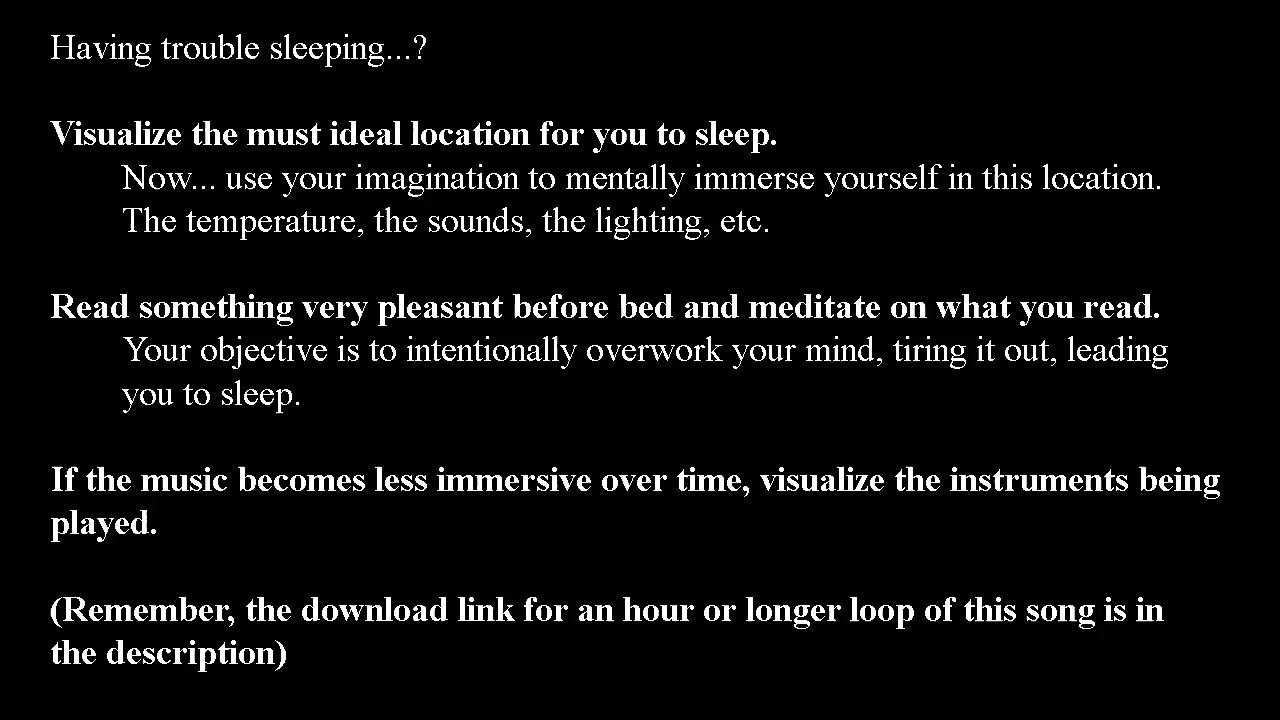 Having trouble sleeping...?
Visualize the must ideal location for you to sleep.
Now... use your imagination to mentally immerse yourself in this location.
The temperature, the sounds, the lighting, etc.
Read something very pleasant before bed and meditate on what you read.
Your objective is to intentionally overwork your mind, tiring it out, leading
you to sleep.
If the music becomes less immersive over time, visualize the instruments being
played.
(Remember, the download link for an hour or longer loop of this song is in
the description)